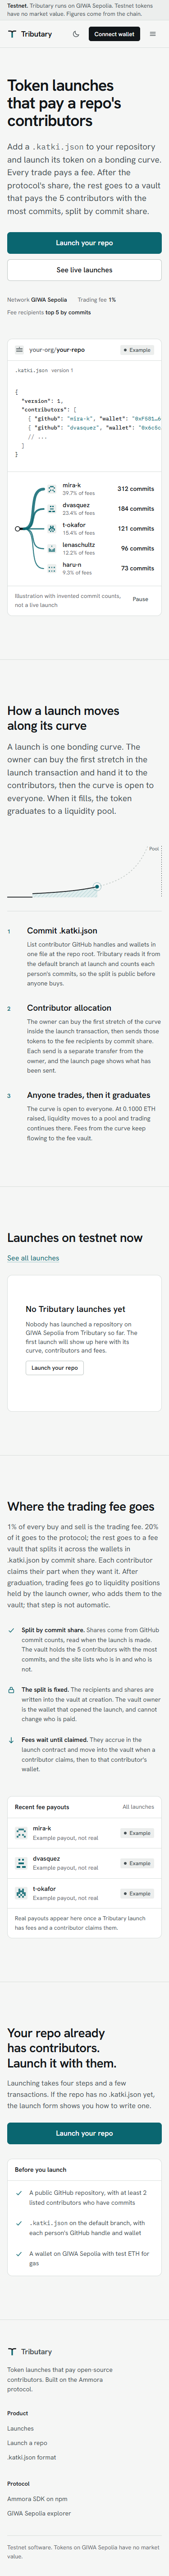 Testnet. Tributary runs on GIWA Sepolia. Testnet tokens
have no market value. Figures come from the chain.
Tributary
Connect wallet
Token launches
that pay a repo's
contributors
Add a .katki.json to your repository
and launch its token on a bonding curve.
Every trade pays a fee. After the
protocol's share, the rest goes to a vault
that pays the 5 contributors with the
most commits, split by commit share.
Launch your repo
See live launches
Network GIWA Sepolia
Trading fee 1%
Fee recipients top 5 by commits
your-org/your-repo
Example
.katki.json version 1
{
"version": 1,
"contributors": [
{ "github": "mira-k", "wallet":
{ "github": "dvasquez", "wallet":
// ...
]
}
mira-k
39.7% of fees
312 commits
dvasquez
23.4% of fees
184 commits
t-okafor
15.4% of fees
121 commits
lenaschultz
12.2% of fees
96 commits
haru-n
9.3% of fees
73 commits
Illustration with invented commit counts,
not a live launch
Pause
How a launch moves
along its curve
A launch is one bonding curve. The
owner can buy the first stretch in the
launch transaction and hand it to the
contributors, then the curve is open to
everyone. When it fills, the token
graduates to a liquidity pool.
Pool
1
Commit .katki.json
List contributor GitHub handles and wallets in
one file at the repo root. Tributary reads it from
the default branch at launch and counts each
person's commits, so the split is public before
anyone buys.
2
Contributor allocation
The owner can buy the first stretch of the curve
inside the launch transaction, then sends those
tokens to the fee recipients by commit share.
Each send is a separate transfer from the
owner, and the launch page shows what has
been sent.
3
Anyone trades, then it graduates
The curve is open to everyone. At 0.1000 ETH
raised, liquidity moves to a pool and trading
continues there. Fees from the curve keep
flowing to the fee vault.
Launches on testnet now
See all launches
No Tributary launches yet
Nobody has launched a repository on
GIWA Sepolia from Tributary so far. The
first launch will show up here with its
curve, contributors and fees.
Launch your repo
Where the trading fee goes
1% of every buy and sell is the trading fee. 20%
of it goes to the protocol; the rest goes to a fee
vault that splits it across the wallets in
.katki.json by commit share. Each contributor
claims their part when they want it. After
graduation, trading fees go to liquidity positions
held by the launch owner, who adds them to the
vault; that step is not automatic.
Split by commit share. Shares come from GitHub
commit counts, read when the launch is made.
The vault holds the 5 contributors with the most
commits, and the site lists who is in and who is
not.
The split is fixed. The recipients and shares are
written into the vault at creation. The vault owner
is the wallet that opened the launch, and cannot
change who is paid.
Fees wait until claimed. They accrue in the
launch contract and move into the vault when a
contributor claims, then to that contributor's
wallet.
Recent fee payouts
All launches
mira-k
Example payout, not real
Example
dvasquez
Example payout, not real
Example
t-okafor
Example payout, not real
Example
Real payouts appear here once a Tributary launch
has fees and a contributor claims them.
Your repo already
has contributors.
Launch it with them.
Launching takes four steps and a few
transactions. If the repo has no .katki.json yet,
the launch form shows you how to write one.
Launch your repo
Before you launch
A public GitHub repository, with at least 2
listed contributors who have commits
.katki.json on the default branch, with
each person's GitHub handle and wallet
A wallet on GIWA Sepolia with test ETH for
gas
Tributary
Token launches that pay open-source
contributors. Built on the Ammora
protocol.
Product
Launches
Launch a repo
.katki.json format
Protocol
Ammora SDK on npm
GIWA Sepolia explorer
Testnet software. Tokens on GIWA Sepolia have no market
value.